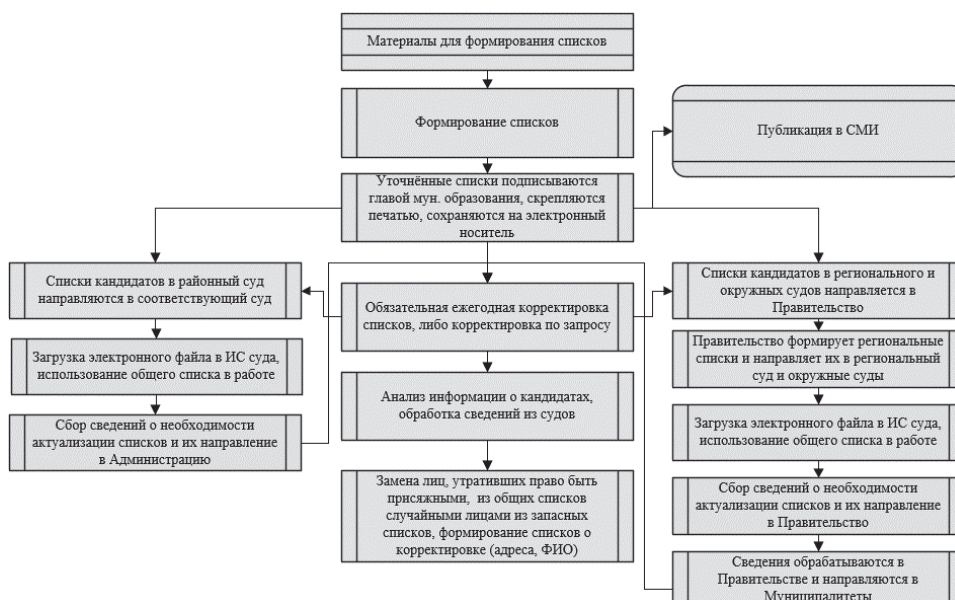 Материалы для формирования списков
Формирование списков
Публикация в СМИ
Уточнённые списки подписываются
главой мун. образования, скрепляются
печатью, сохраняются на электронный
носитель
Списки кандидатов в районный суд
направляются в соответствующий суд
Обязательная ежегодная корректировка
списков, либо корректировка по запросу
Списки кандидатов в регионального и
окружных судов направляется в
Правительство
Загрузка электронного файла в ИС суда,
использование общего списка в работе
Анализ информации о кандидатах,
обработка сведений из судов
Правительство формирует региональные
списки и направляет их в региональный
суд и окружные суды
Сбор сведений о необходимости
актуализации списков и их направление
в Администрацию
Замена лиц, утративших право быть
присяжными, из общих списков
случайными лицами из запасных
списков, формирование списков о
корректировке (адреса, ФИО)
Загрузка электронного файла в ИС суда,
использование общего списка в работе
Сбор сведений о необходимости
актуализации списков и их направление
в Правительство
Сведения обрабатываются в
Правительстве и направляются в
Муниципалитеты